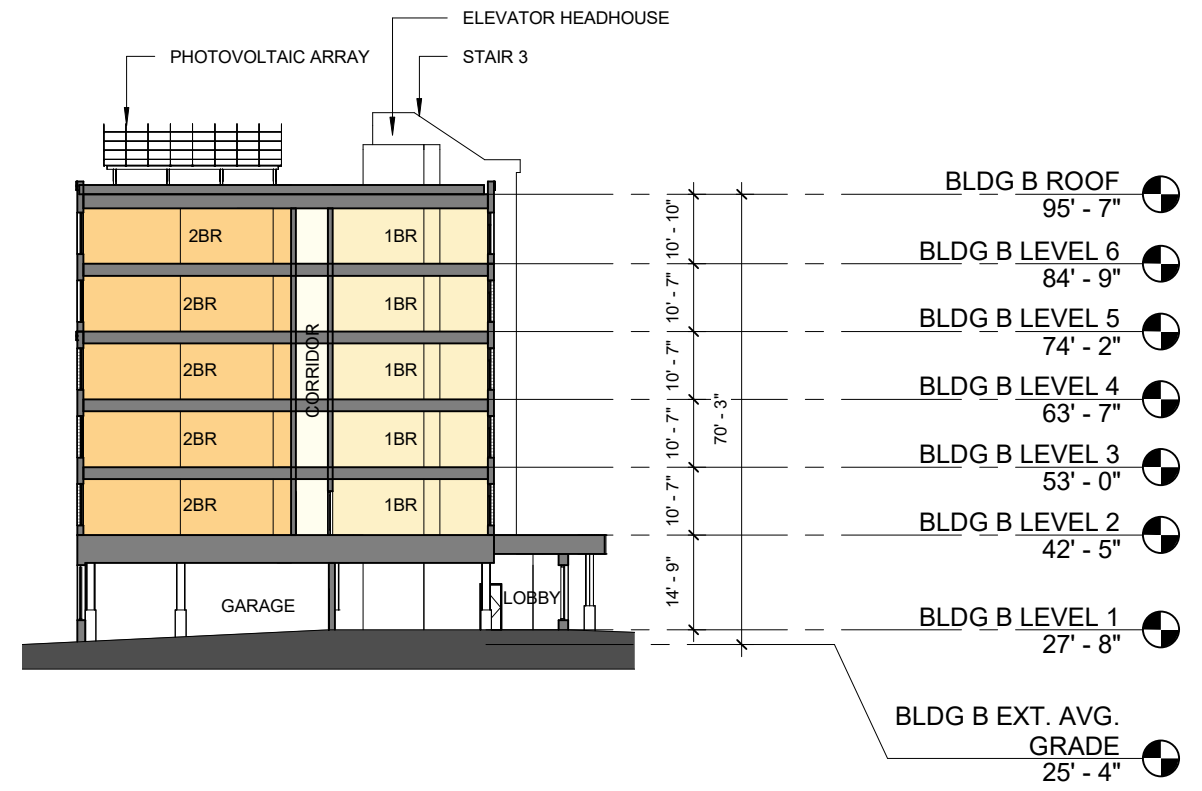 ELEVATOR HEADHOUSE
PHOTOVOLTAIC ARRAY
STAIR 3
BLDG B ROOF
95' - 7"
10' - 10"
2BR
1BR
BLDG B LEVEL 6
84' - 9"
10' - 7"
2BR
1BR
BLDG B LEVEL 5
74' - 2"
CORRIDOR
10' - 7"
2BR
1BR
BLDG B LEVEL 4
63' - 7"
70' - 3"
10' - 7"
2BR
1BR
BLDG B LEVEL 3
53' - 0"
10' - 7"
2BR
1BR
BLDG B LEVEL 2
42' - 5"
14' - 9"
GARAGE
LOBBY
BLDG B LEVEL 1
27' - 8"
BLDG B EXT. AVG.
GRADE
25' - 4"